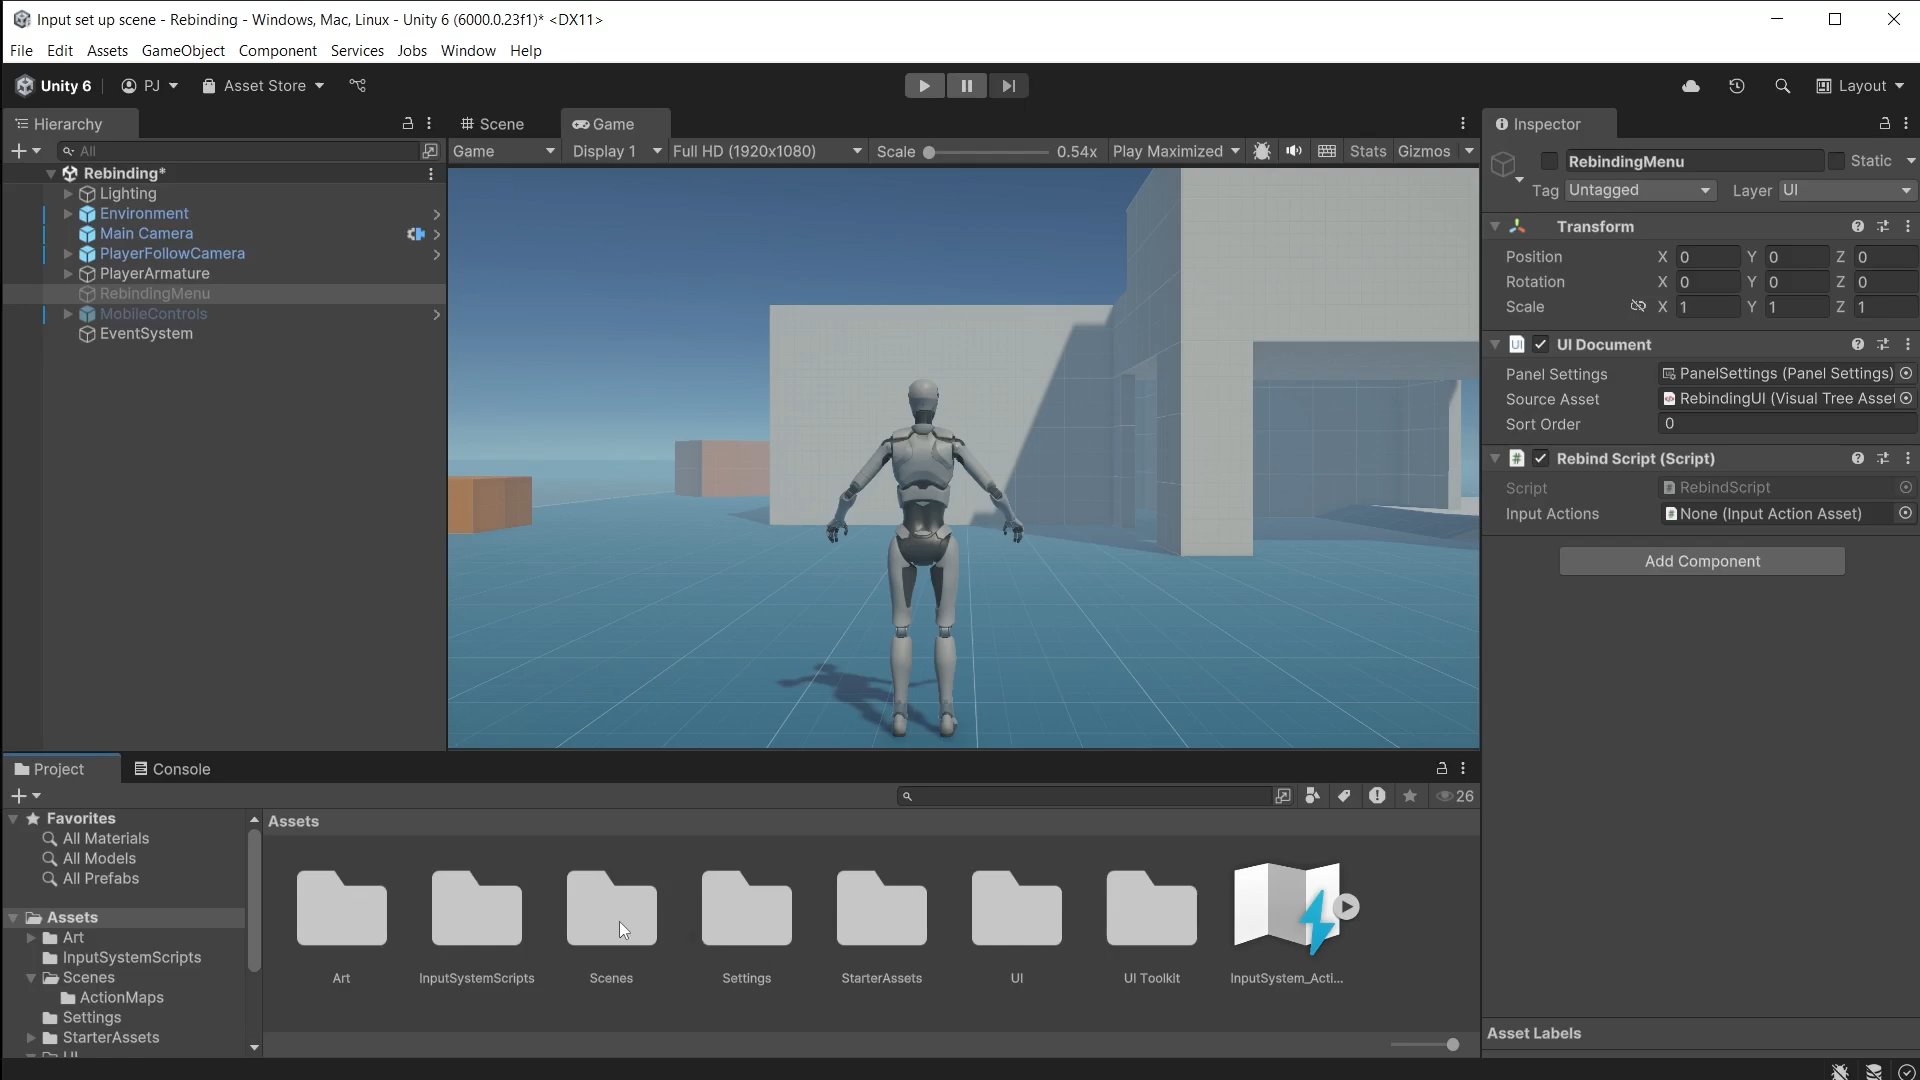 Input set up scene - Rebinding - Windows, Mac, Linux - Unity 6 (6000.0.23f1)* <DX11>
File Edit Assets GameObject Component Services Jobs Window Help
Unity 6 PJ Asset Store Layout
Hierarchy
All
Rebinding*
Lighting
Environment
Main Camera
PlayerFollowCamera
PlayerArmature
RebindingMenu
MobileControls
EventSystem
Scene Game
Game Display 1 Full HD (1920x1080) Scale 0.54x Play Maximized Stats Gizmos
Inspector
RebindingMenu Static
Tag Untagged Layer UI
Transform
Position X 0 Y 0 Z 0
Rotation X 0 Y 0 Z 0
Scale X 1 Y 1 Z 1
UI UI Document
Panel Settings PanelSettings (Panel Settings)
Source Asset RebindingUI (Visual Tree Asset
Sort Order 0
# Rebind Script (Script)
Script RebindScript
Input Actions None (Input Action Asset)
Add Component
Asset Labels
Project Console
26
Favorites
All Materials
All Models
All Prefabs
Assets
Art
InputSystemScripts
Scenes
ActionMaps
Settings
StarterAssets
UI
Assets
Art InputSystemScripts Scenes Settings StarterAssets UI UI Toolkit InputSystem_Acti...